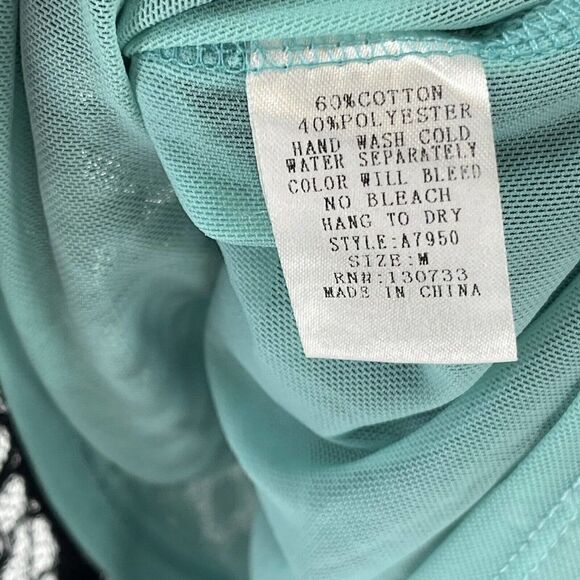 60%COTTON
40%POLYESTER
HAND WASH COLD
WATER SEPARATELY
COLOR WILL BLEED
NO BLEACH
HANG TO DRY
STYLE:A7950
SIZE:M
RN#:130733
MADE IN CHINA